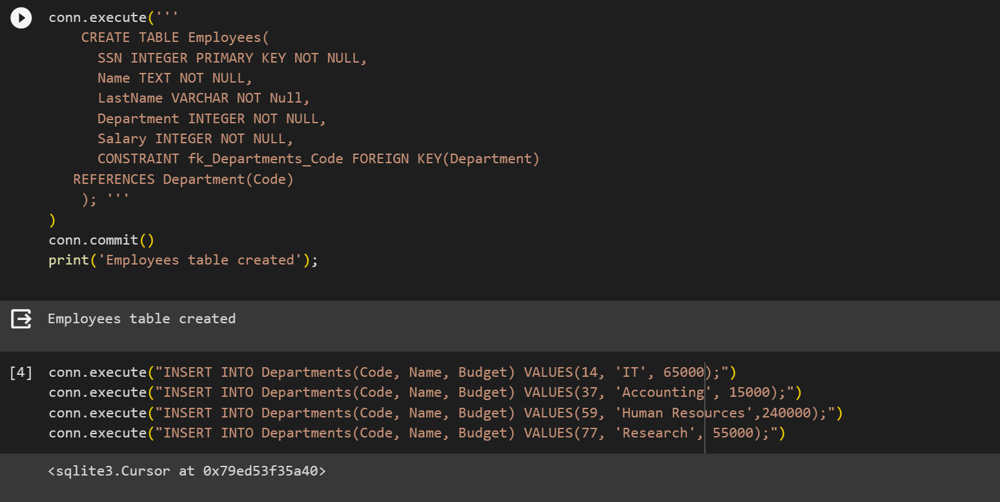 conn.execute('''
    CREATE TABLE Employees(
      SSN INTEGER PRIMARY KEY NOT NULL,
      Name TEXT NOT NULL,
      LastName VARCHAR NOT Null,
      Department INTEGER NOT NULL,
      Salary INTEGER NOT NULL,
      CONSTRAINT fk_Departments_Code FOREIGN KEY(Department)
   REFERENCES Department(Code)
    ); '''
)
conn.commit()
print('Employees table created');
Employees table created
[4] conn.execute("INSERT INTO Departments(Code, Name, Budget) VALUES(14, 'IT', 65000);")
conn.execute("INSERT INTO Departments(Code, Name, Budget) VALUES(37, 'Accounting', 15000);")
conn.execute("INSERT INTO Departments(Code, Name, Budget) VALUES(59, 'Human Resources',240000);")
conn.execute("INSERT INTO Departments(Code, Name, Budget) VALUES(77, 'Research', 55000);")
<sqlite3.Cursor at 0x79ed53f35a40>